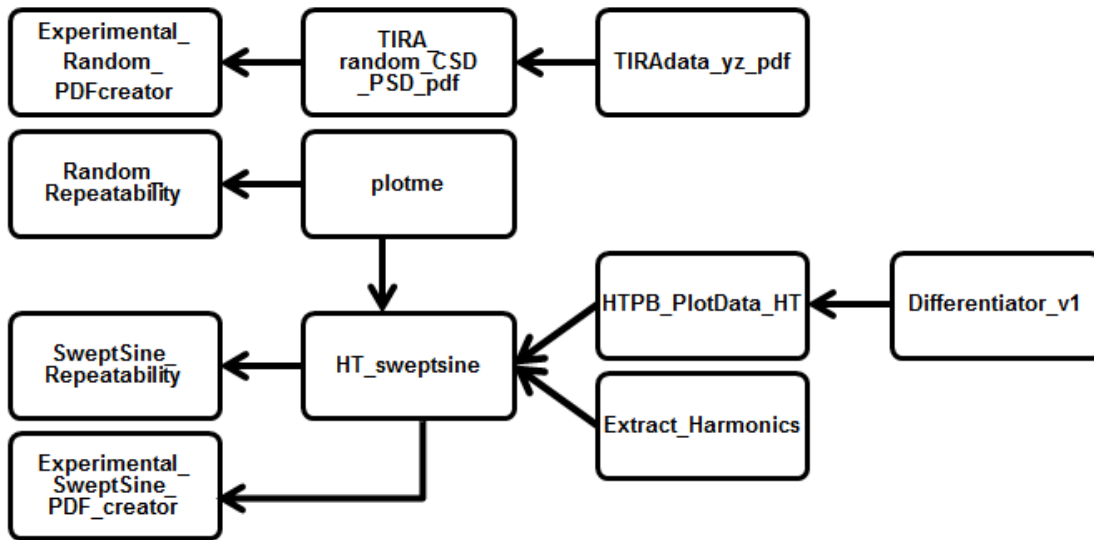 Experimental_
Random_
PDFcreator
TIRA_
random_CSD
_PSD_pdf
TIRAdata_yz_pdf
Random_
Repeatability
plotme
HTPB_PlotData_HT
Differentiator_v1
SweptSine_
Repeatability
HT_sweptsine
Extract_Harmonics
Experimental_
SweptSine_
PDF_creator